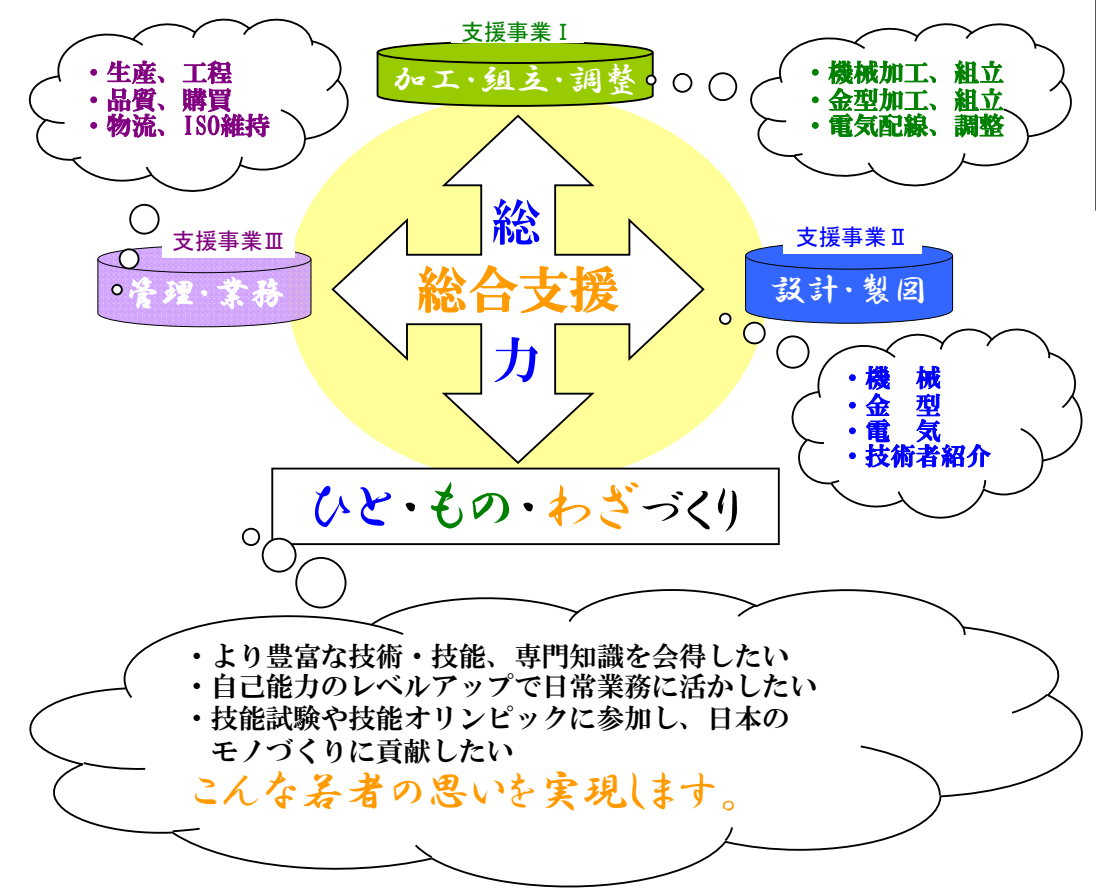 支援事業Ⅰ
加工・組立・調整
・生産、工程
・品質、購買
・物流、ISO維持
・機械加工、組立
・金型加工、組立
・電気配線、調整
支援事業Ⅲ
管理・業務
総
総合支援
力
支援事業Ⅱ
設計・製図
・機　械
・金　型
・電　気
・技術者紹介
ひと・もの・わざづくり
・より豊富な技術・技能、専門知識を会得したい
・自己能力のレベルアップで日常業務に活かしたい
・技能試験や技能オリンピックに参加し、日本の
モノづくりに貢献したい
こんな若者の思いを実現します。